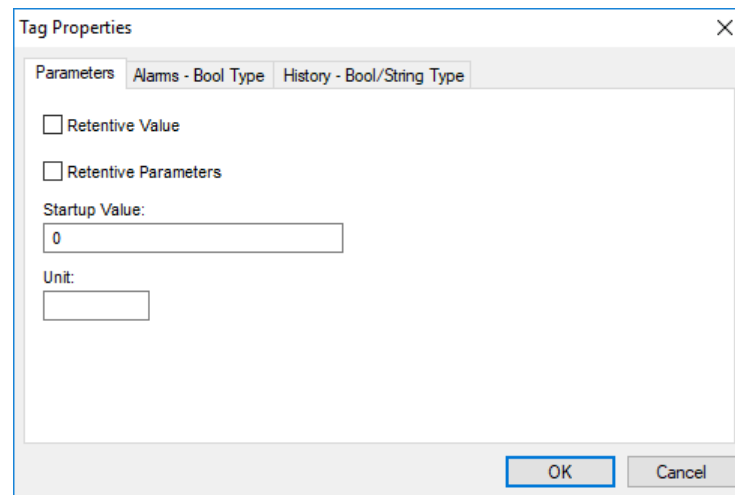 Tag Properties
Parameters Alarms - Bool Type History - Bool/String Type
Retentive Value
Retentive Parameters
Startup Value:
0
Unit:
OK Cancel